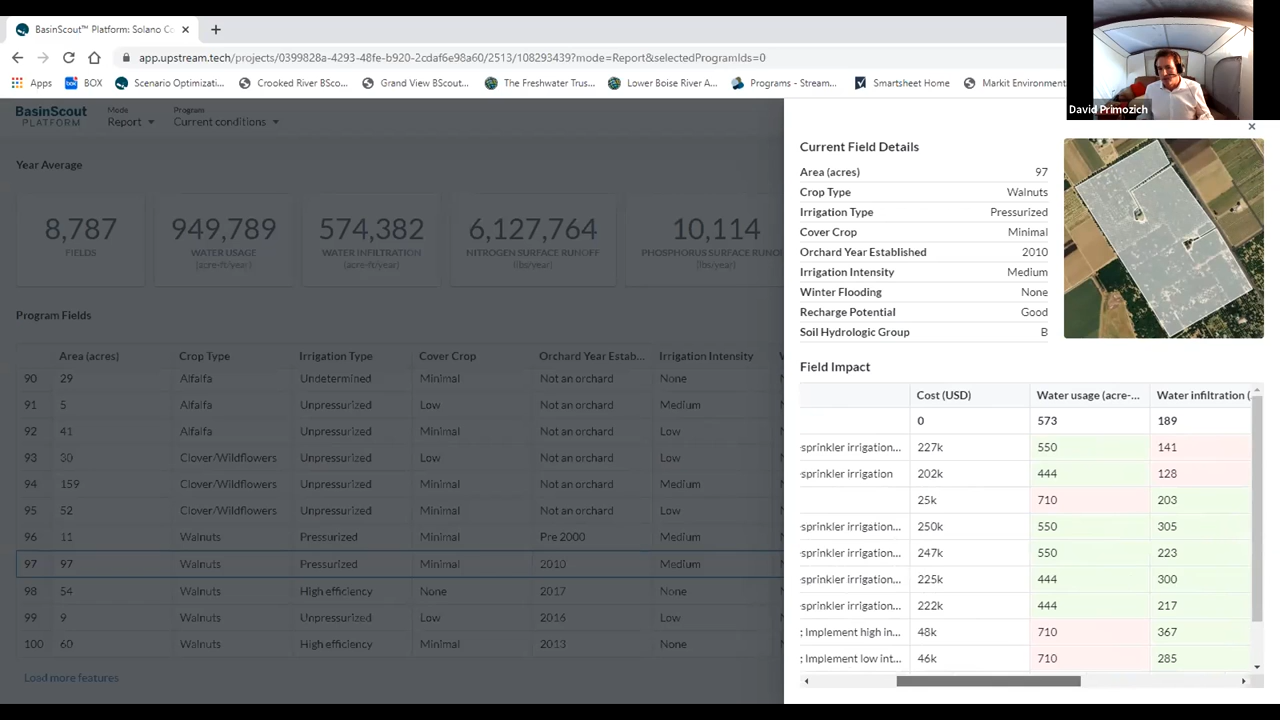 BasinScout™ Platform: Solano Co
app.upstream.tech/projects/0399828a-4293-48fe-b920-2cdaf6e98a60/2513/108293439?mode=Report&selectedProgramIds=0
Apps BOX Scenario Optimizati... Crooked River BScou... Grand View BScout... The Freshwater Trus... Lower Boise River A... Programs - Stream... Smartsheet Home Markit Environment
David Primozich
BasinScout
PLATFORM
Mode
Report
Program
Current conditions
Year Average
8,787
FIELDS
949,789
WATER USAGE
(acre-ft/year)
574,382
WATER INFILTRATION
(acre-ft/year)
6,127,764
NITROGEN SURFACE RUNOFF
(lbs/year)
10,114
PHOSPHORUS SURFACE RUNO
(lbs/year)
Program Fields
Area (acres) Crop Type Irrigation Type Cover Crop Orchard Year Estab... Irrigation Intensity
90 29 Alfalfa Undetermined Minimal Not an orchard None
91 5 Alfalfa Unpressurized Low Not an orchard Medium
92 41 Alfalfa Unpressurized Minimal Not an orchard Low
93 30 Clover/Wildflowers Unpressurized Low Not an orchard Low
94 159 Clover/Wildflowers Unpressurized Minimal Not an orchard Medium
95 52 Clover/Wildflowers Unpressurized Minimal Not an orchard Low
96 11 Walnuts Pressurized Minimal Pre 2000 Medium
97 97 Walnuts Pressurized Minimal 2010 Medium
98 54 Walnuts High efficiency None 2017 Low
99 9 Walnuts Unpressurized Low 2016 Low
100 60 Walnuts High efficiency Minimal 2013 None
Load more features
Current Field Details
Area (acres) 97
Crop Type Walnuts
Irrigation Type Pressurized
Cover Crop Minimal
Orchard Year Established 2010
Irrigation Intensity Medium
Winter Flooding None
Recharge Potential Good
Soil Hydrologic Group B
Field Impact
Cost (USD) Water usage (acre-... Water infiltration (
0 573 189
sprinkler irrigation... 227k 550 141
sprinkler irrigation 202k 444 128
25k 710 203
sprinkler irrigation... 250k 550 305
sprinkler irrigation... 247k 550 223
sprinkler irrigation... 225k 444 300
sprinkler irrigation... 222k 444 217
; Implement high in... 48k 710 367
; Implement low int... 46k 710 285